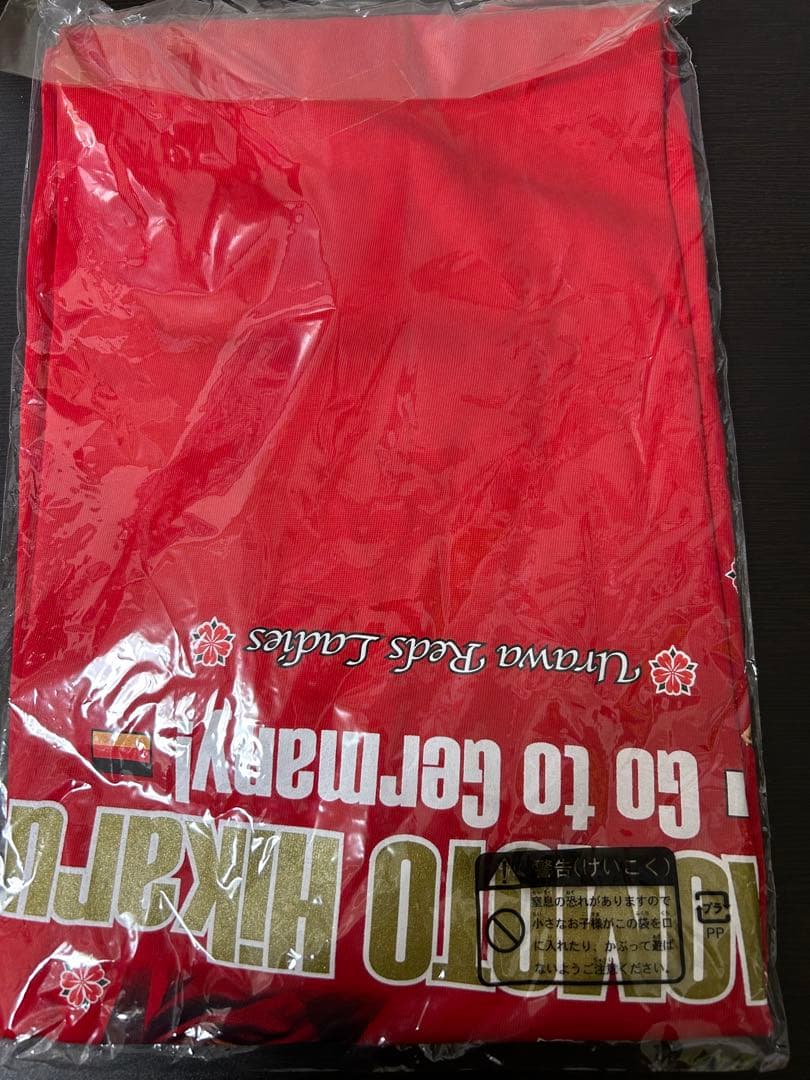 Urawa Reds Ladies
Go to Germany!
OMOTO Hikaru
警告(けいこく)
窒息の恐れがありますので
小さなお子様がこの袋を口
に入れたり、かぶって遊ば
ないようご注意ください。
プラ
PP